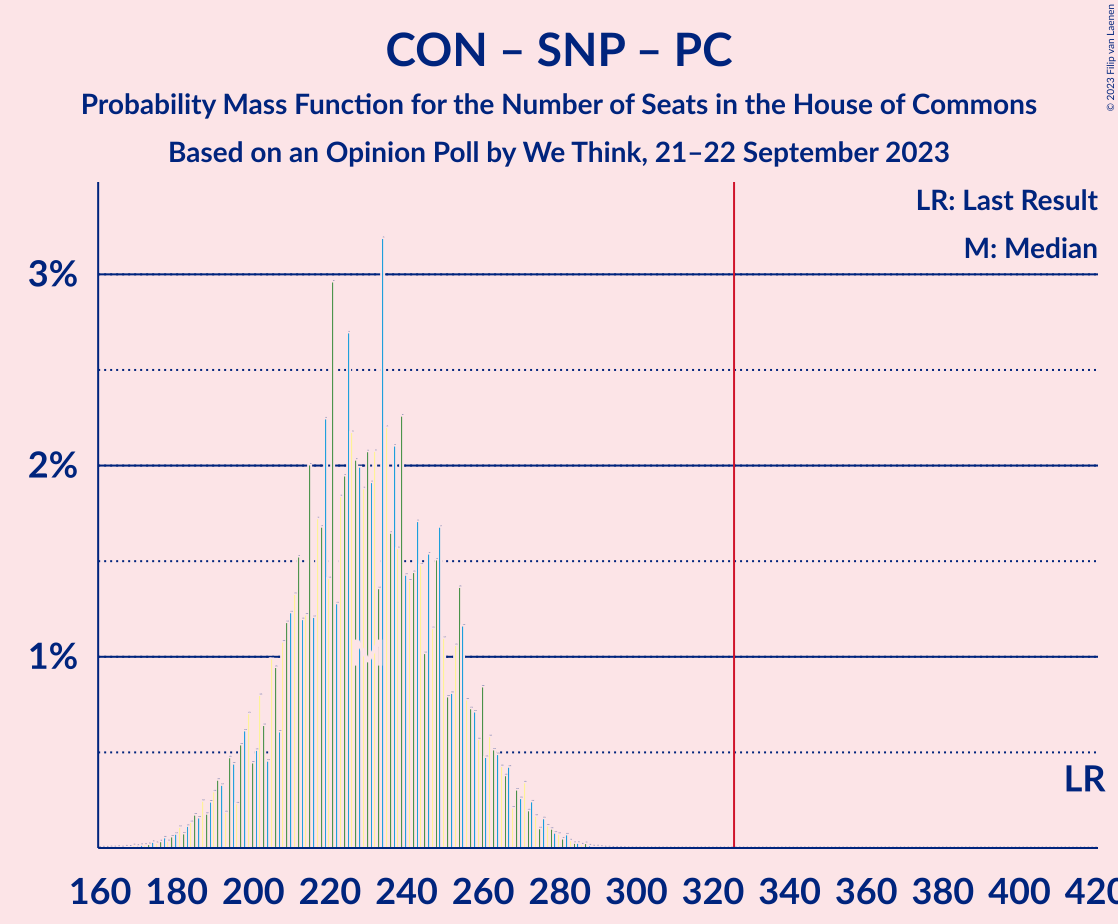 CON – SNP – PC
Probability Mass Function for the Number of Seats in the House of Commons
Based on an Opinion Poll by We Think, 21–22 September 2023
© 2023 Filip van Laenen
LR: Last Result
M: Median
3%
2%
1%
LR
160 180 200 220 240 260 280 300 320 340 360 380 400 420